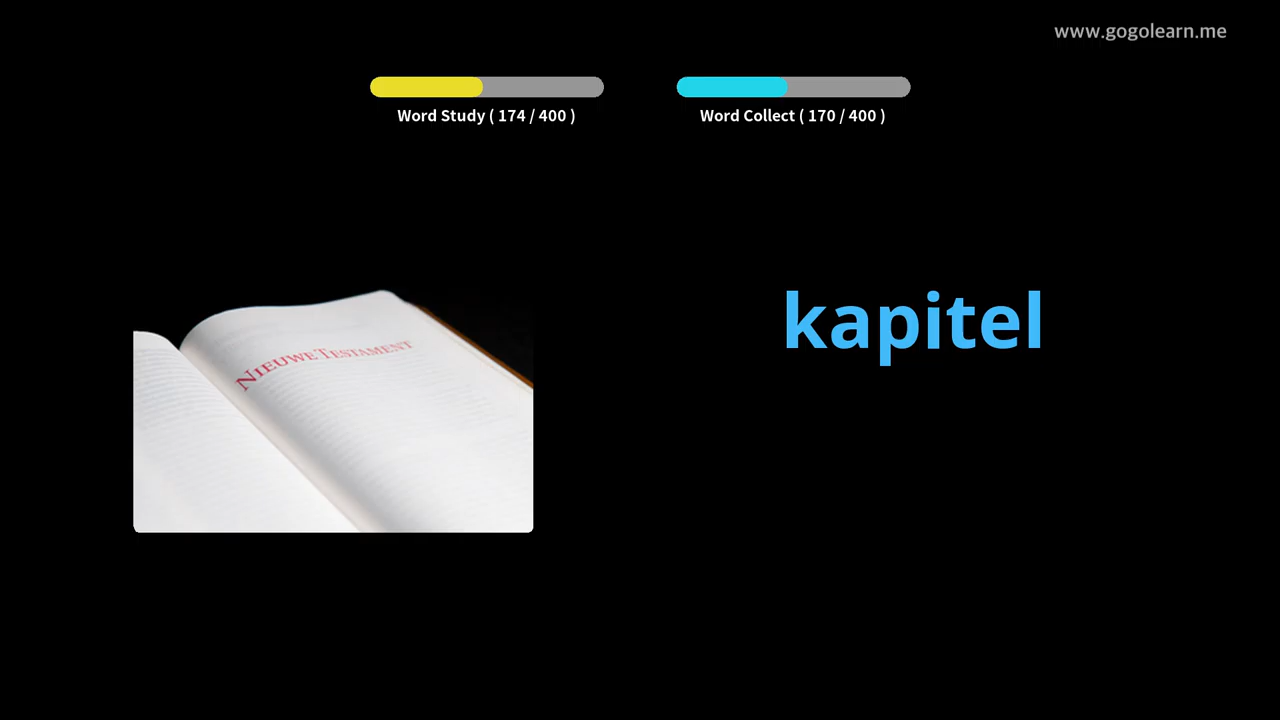 www.gogolearn.me
Word Study ( 174 / 400 )
Word Collect ( 170 / 400 )
NIEUWE TESTAMENT
kapitel